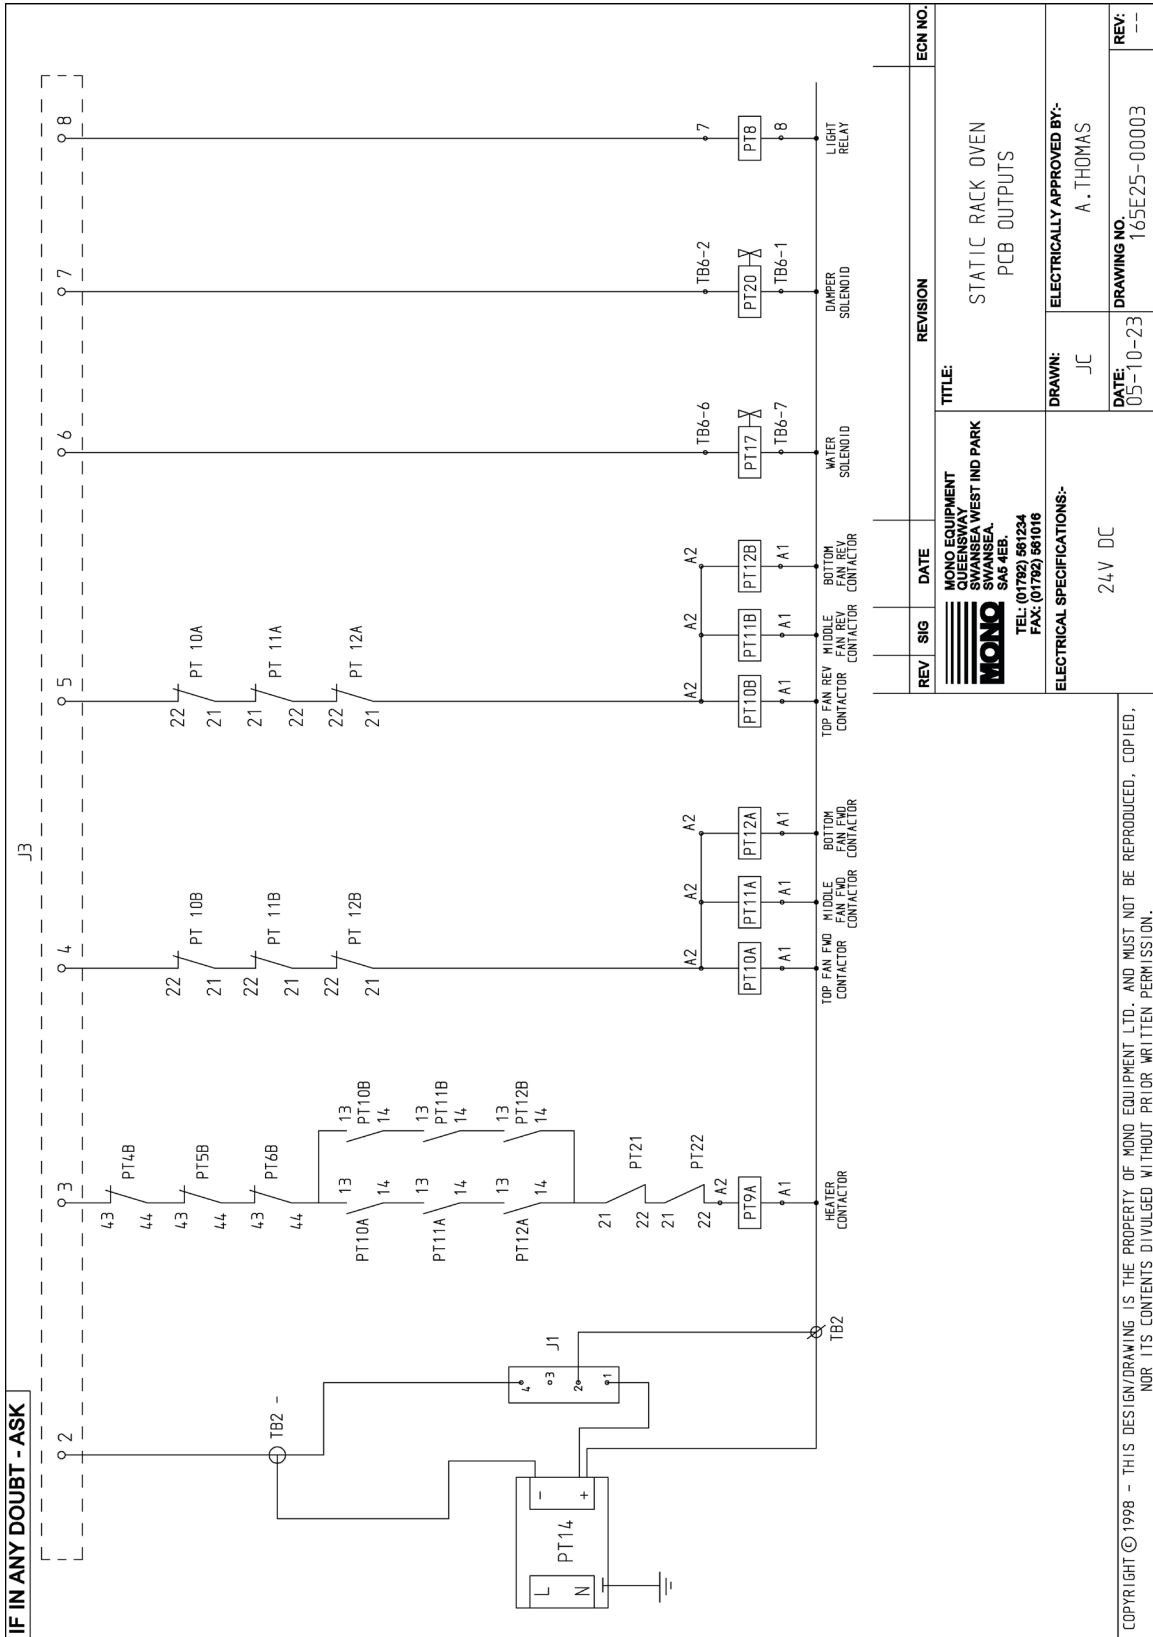 IF IN ANY DOUBT - ASK
J3
2
3
4
5
6
7
8
TB2 -
PT14
L
N
-
+
J1
4
3
2
1
TB2
43
PT4B
44
43
PT5B
44
43
PT6B
44
13
PT10A
14
13
PT10B
14
13
PT11A
14
13
PT11B
14
13
PT12A
14
13
PT12B
14
21
PT21
22
21
PT22
22
A2
PT9A
A1
HEATER
CONTACTOR
22
PT 10B
21
22
PT 11B
21
22
PT 12B
21
A2
A2
A2
PT10A
PT11A
PT12A
A1
A1
A1
TOP FAN FWD
CONTACTOR
MIDDLE
FAN FWD
CONTACTOR
BOTTOM
FAN FWD
CONTACTOR
22
PT 10A
21
21
PT 11A
22
22
PT 12A
21
A2
A2
A2
PT10B
PT11B
PT12B
A1
A1
A1
TOP FAN REV
CONTACTOR
MIDDLE
FAN REV
CONTACTOR
BOTTOM
FAN REV
CONTACTOR
TB6-6
PT17
TB6-7
WATER
SOLENOID
TB6-2
PT20
TB6-1
DAMPER
SOLENOID
7
PT8
8
LIGHT
RELAY
REV SIG DATE REVISION ECN NO.
MONO
MONO EQUIPMENT
QUEENSWAY
SWANSEA WEST IND PARK
SWANSEA.
SA5 4EB.
TEL: (01792) 561234
FAX: (01792) 561016
TITLE:
STATIC RACK OVEN
PCB OUTPUTS
ELECTRICAL SPECIFICATIONS:-
24V DC
DRAWN:
JC
ELECTRICALLY APPROVED BY:-
A.THOMAS
DATE:
05-10-23
DRAWING NO.
165E25-00003
REV:
--
COPYRIGHT © 1998 - THIS DESIGN/DRAWING IS THE PROPERTY OF MONO EQUIPMENT LTD. AND MUST NOT BE REPRODUCED, COPIED,
NOR ITS CONTENTS DIVULGED WITHOUT PRIOR WRITTEN PERMISSION.